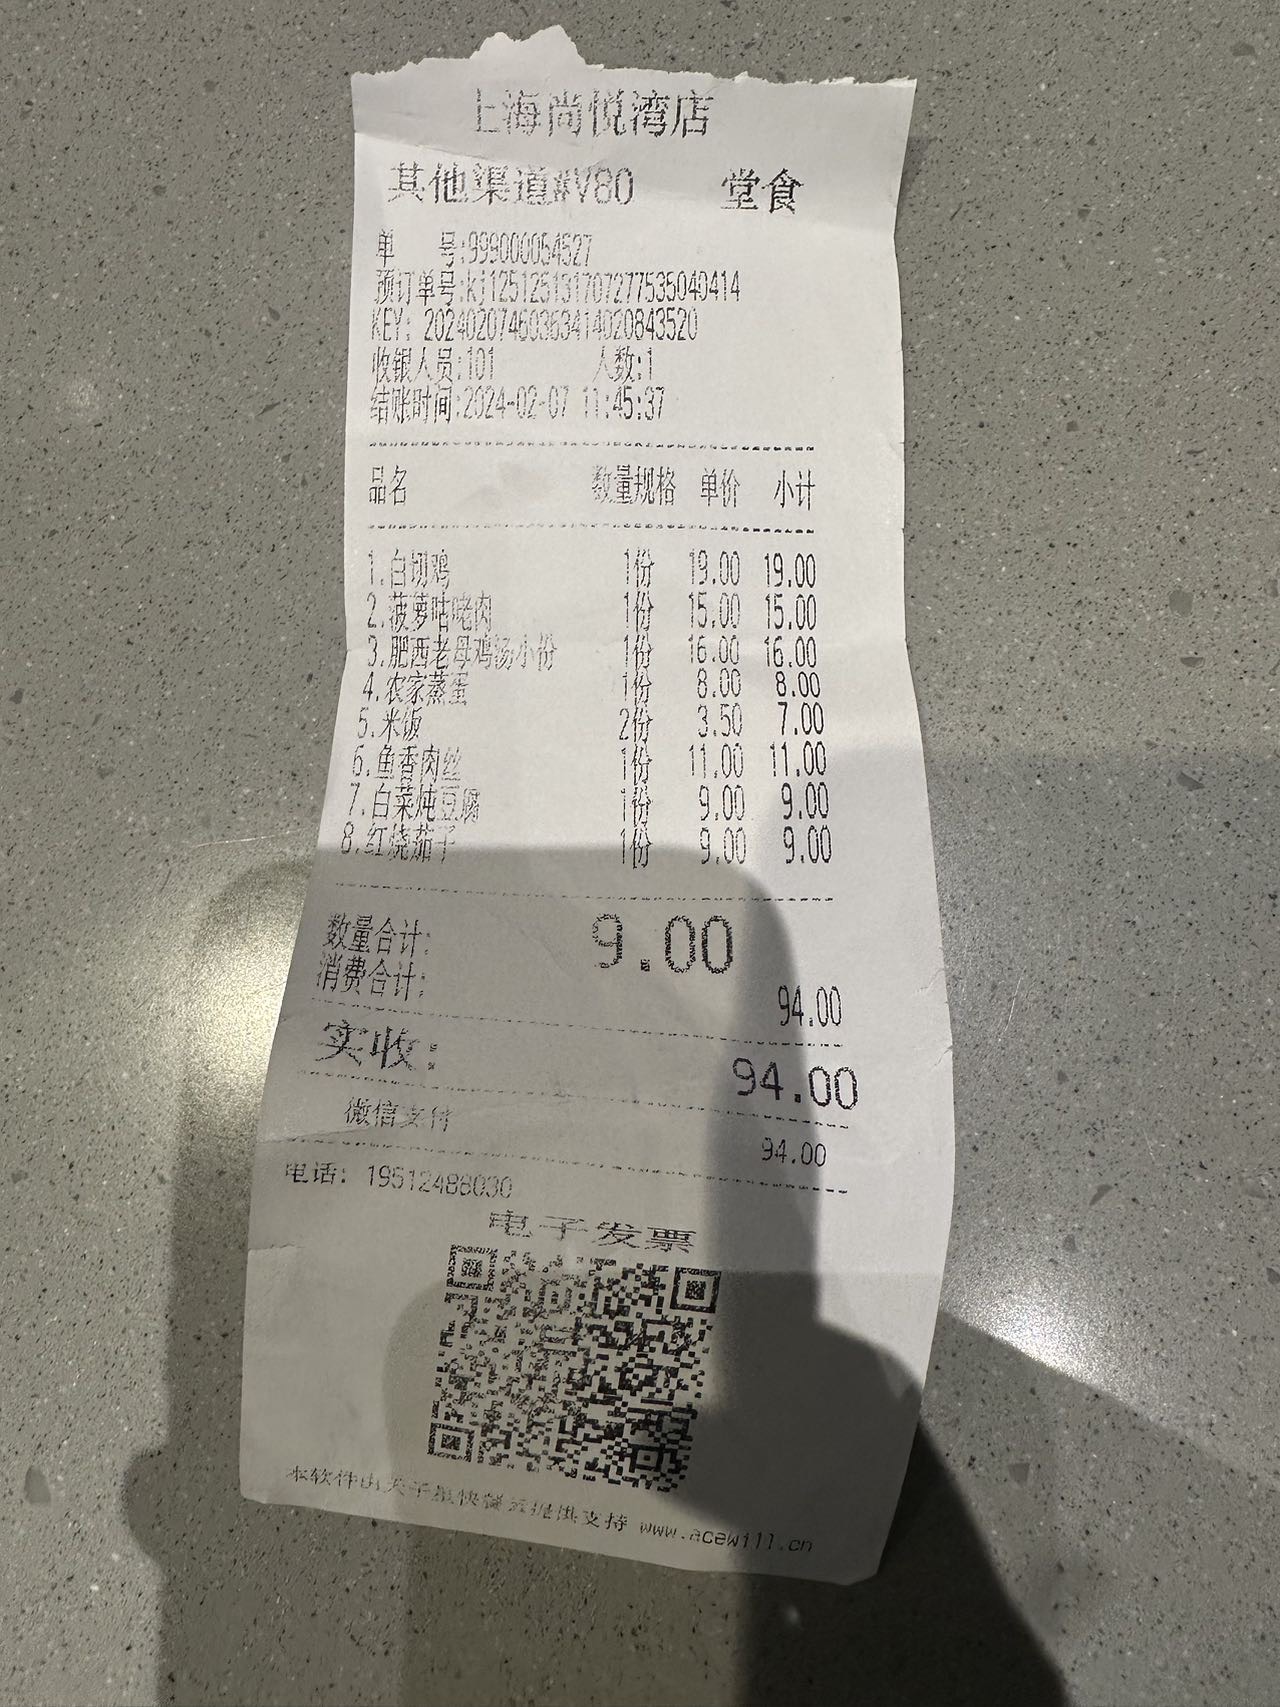 上海尚悦湾店
其他渠道#V80 堂食
单 号:999000054527
预订单号:kj1251251317072777535040414
KEY: 20240207460363414020843520
收银人员:101 人数:1
结账时间:2024-02-07 11:45:37
品名 数量规格 单价 小计
1.白切鸡 1份 19.00 19.00
2.菠萝咕咾肉 1份 15.00 15.00
3.肥西老母鸡汤小份 1份 16.00 16.00
4.农家蒸蛋 1份 8.00 8.00
5.米饭 2份 3.50 7.00
6.鱼香肉丝 1份 11.00 11.00
7.白菜炖豆腐 1份 9.00 9.00
8.红烧茄子 1份 9.00 9.00
数量合计: 9.00
消费合计: 94.00
实收: 94.00
微信支付 94.00
电话: 19512488030
电子发票
本软件由 提供支持 www.acewill.cn